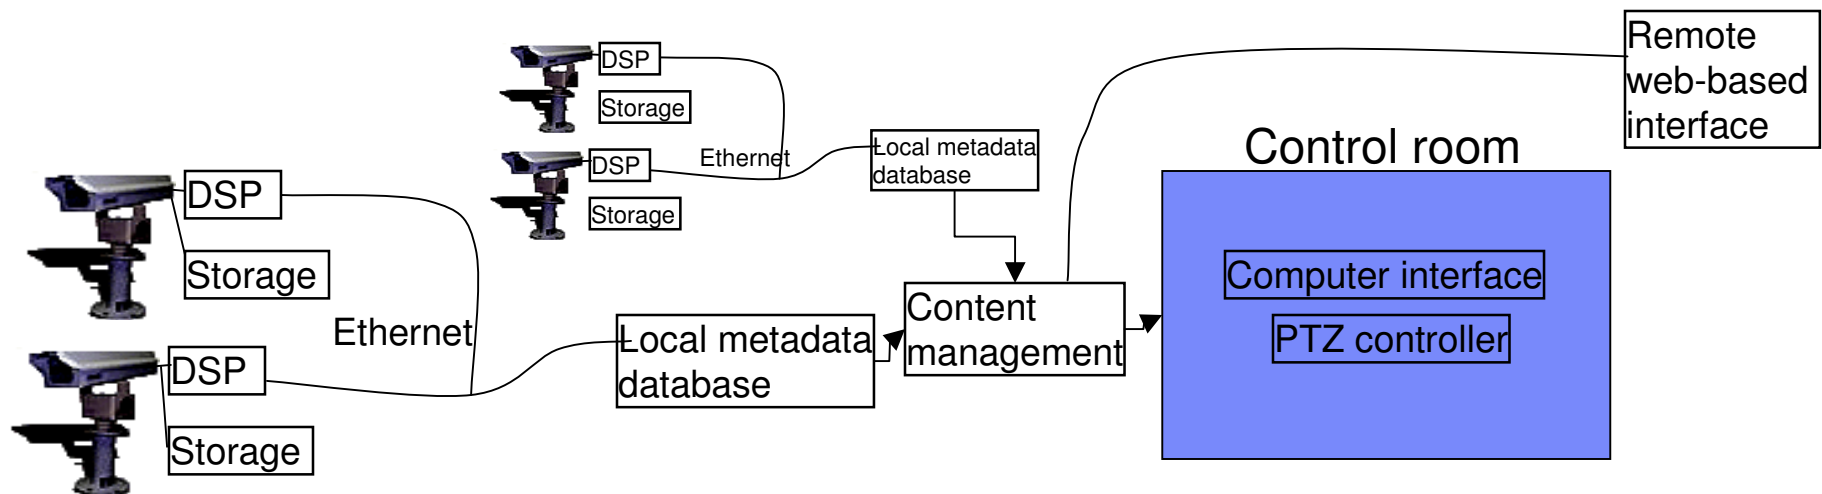 DSP
Storage
DSP
Storage
Ethernet
Local metadata
database
DSP
Storage
DSP
Storage
Ethernet
Local metadata
database
Content
management
Control room
Computer interface
PTZ controller
Remote
web-based
interface